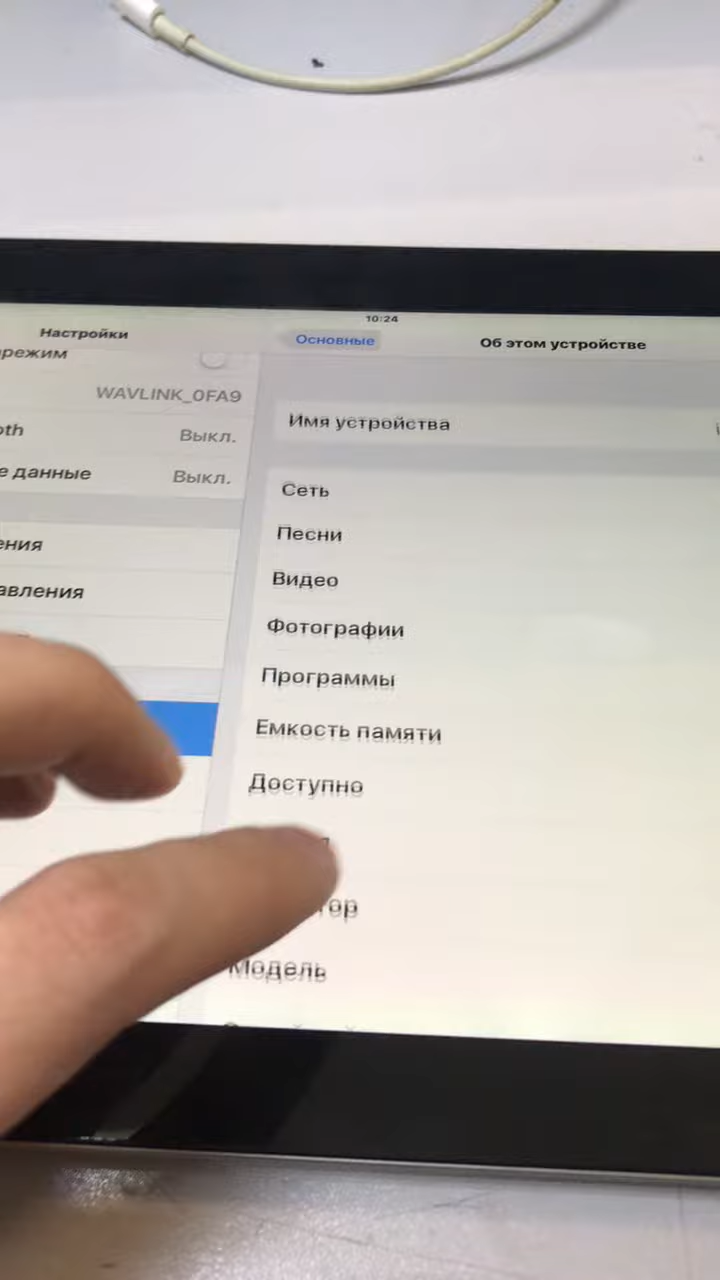 10:24
Настройки
Основные
Об этом устройстве
режим
WAVLINK_0FA9
Имя устройства
oth
Выкл.
е данные
Выкл.
Сеть
Песни
ения
Видео
авления
Фотографии
Программы
Емкость памяти
Доступно
тор
Модель